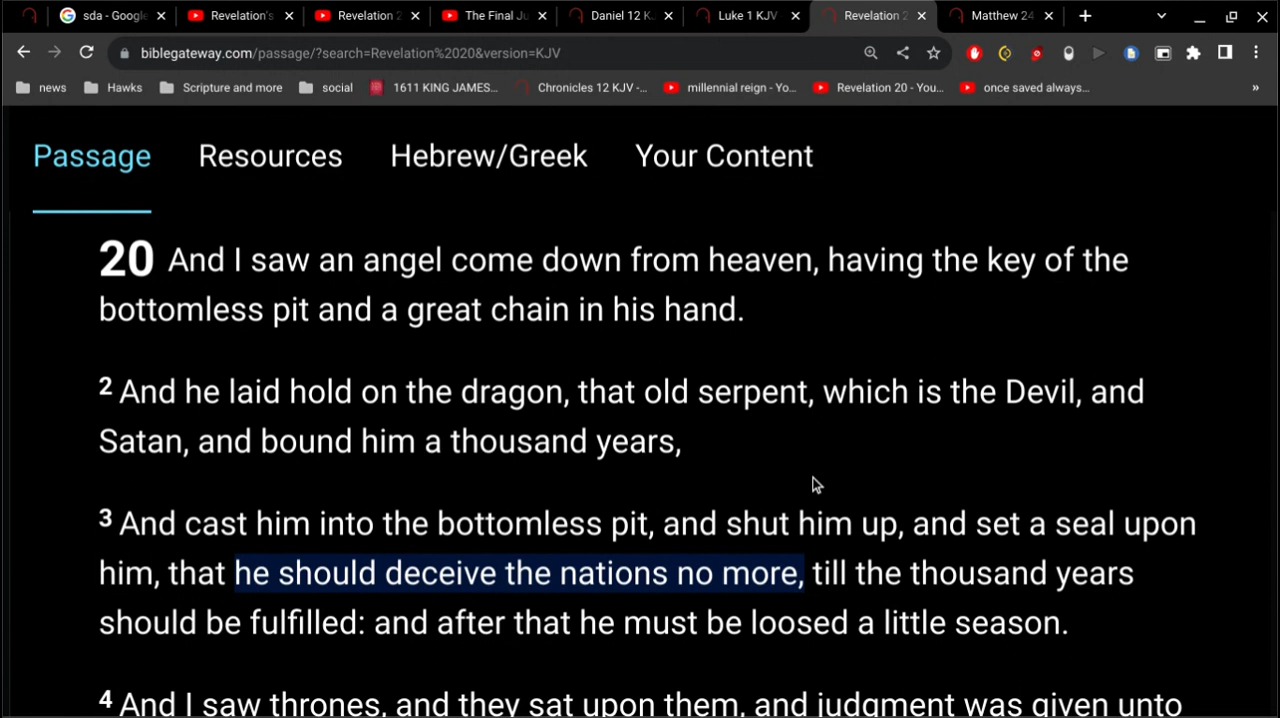 sda - Google
Revelation's
Revelation 2
The Final Ju
Daniel 12 K
Luke 1 KJV
Revelation 2
Matthew 24
biblegateway.com/passage/?search=Revelation%2020&version=KJV
news
Hawks
Scripture and more
social
1611 KING JAMES...
Chronicles 12 KJV -...
millennial reign - Yo...
Revelation 20 - You...
once saved always...
»
Passage Resources Hebrew/Greek Your Content
20 And I saw an angel come down from heaven, having the key of the
bottomless pit and a great chain in his hand.
2 And he laid hold on the dragon, that old serpent, which is the Devil, and
Satan, and bound him a thousand years,
3 And cast him into the bottomless pit, and shut him up, and set a seal upon
him, that he should deceive the nations no more, till the thousand years
should be fulfilled: and after that he must be loosed a little season.
4 And I saw thrones, and they sat upon them, and judgment was given unto